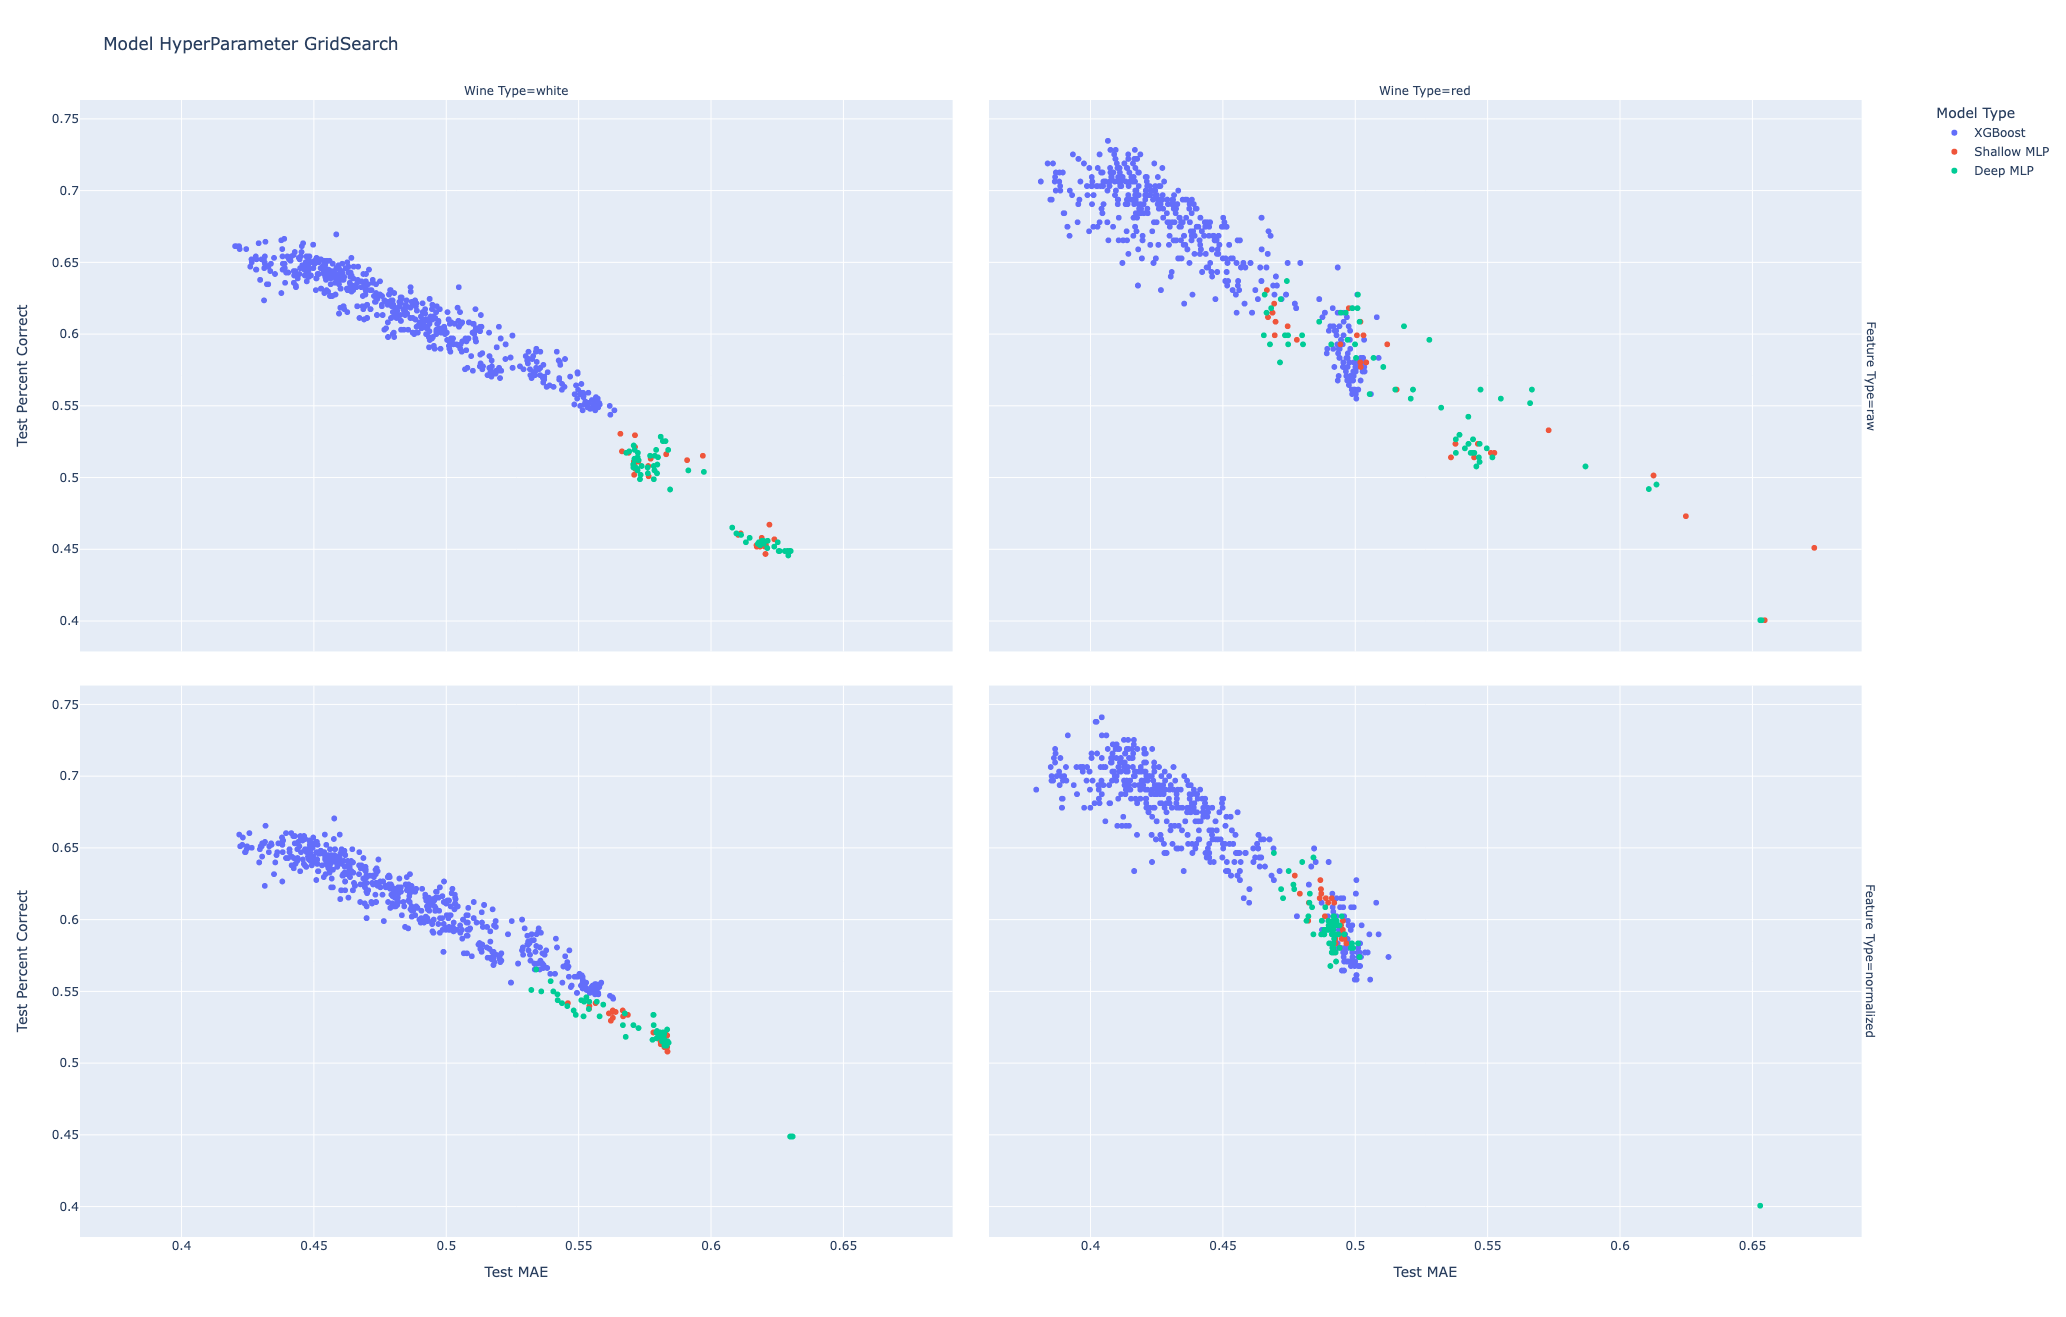 Model HyperParameter GridSearch
Wine Type=white
Wine Type=red
Model Type
XGBoost
Shallow MLP
Deep MLP
0.75
0.7
0.65
0.6
0.55
0.5
0.45
0.4
Test Percent Correct
Feature Type=raw
0.75
0.7
0.65
0.6
0.55
0.5
0.45
0.4
Test Percent Correct
Feature Type=normalized
0.4 0.45 0.5 0.55 0.6 0.65
0.4 0.45 0.5 0.55 0.6 0.65
Test MAE
Test MAE